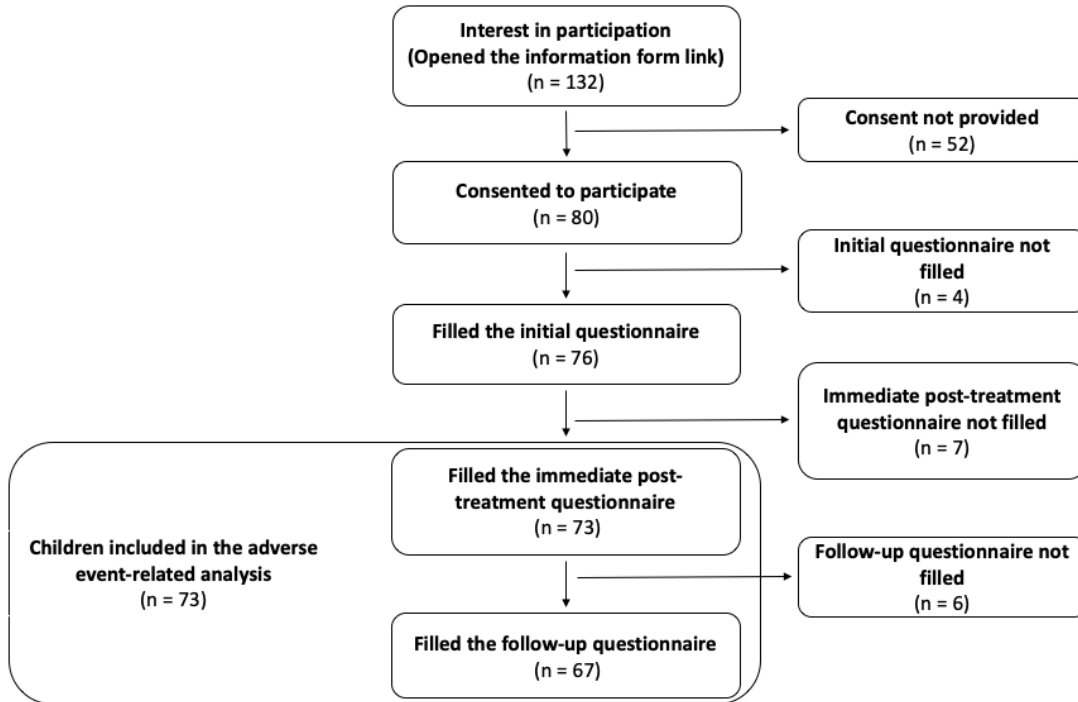 Interest in participation
(Opened the information form link)
(n = 132)
Consent not provided
(n = 52)
Consented to participate
(n = 80)
Initial questionnaire not
filled
(n = 4)
Filled the initial questionnaire
(n = 76)
Immediate post-treatment
questionnaire not filled
(n = 7)
Filled the immediate post-
treatment questionnaire
(n = 73)
Children included in the adverse
event-related analysis
(n = 73)
Follow-up questionnaire not
filled
(n = 6)
Filled the follow-up questionnaire
(n = 67)